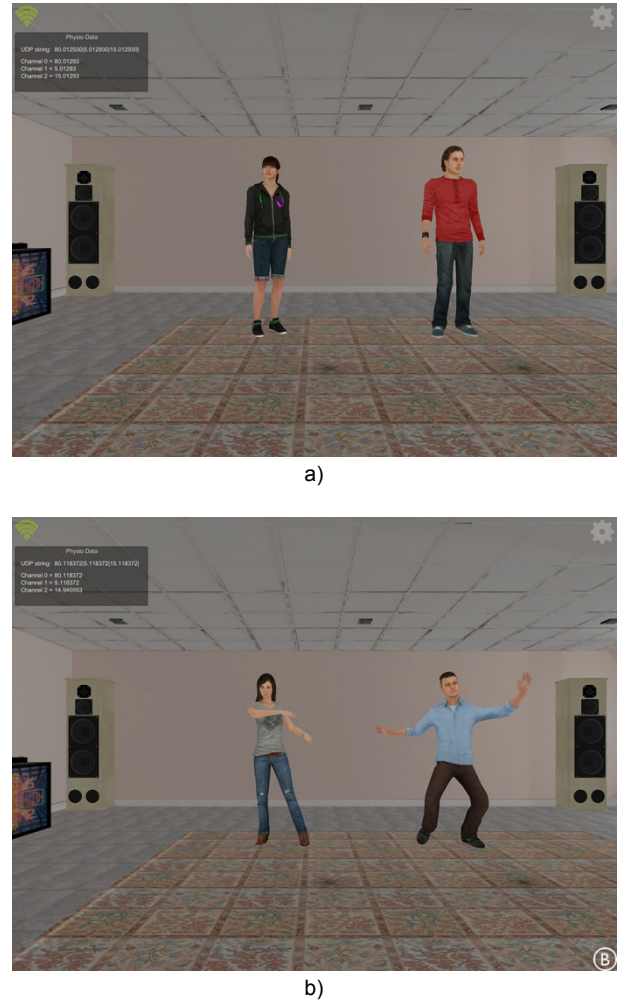 Physio Data
UDP string: 80.012930|5.012930|15.012930|
Channel 0 = 80.01293
Channel 1 = 5.01293
Channel 2 = 15.01293
a)
Physio Data
UDP string: 80.118372|5.118372|15.118372|
Channel 0 = 80.118372
Channel 1 = 5.118372
Channel 2 = 14.940553
B
b)